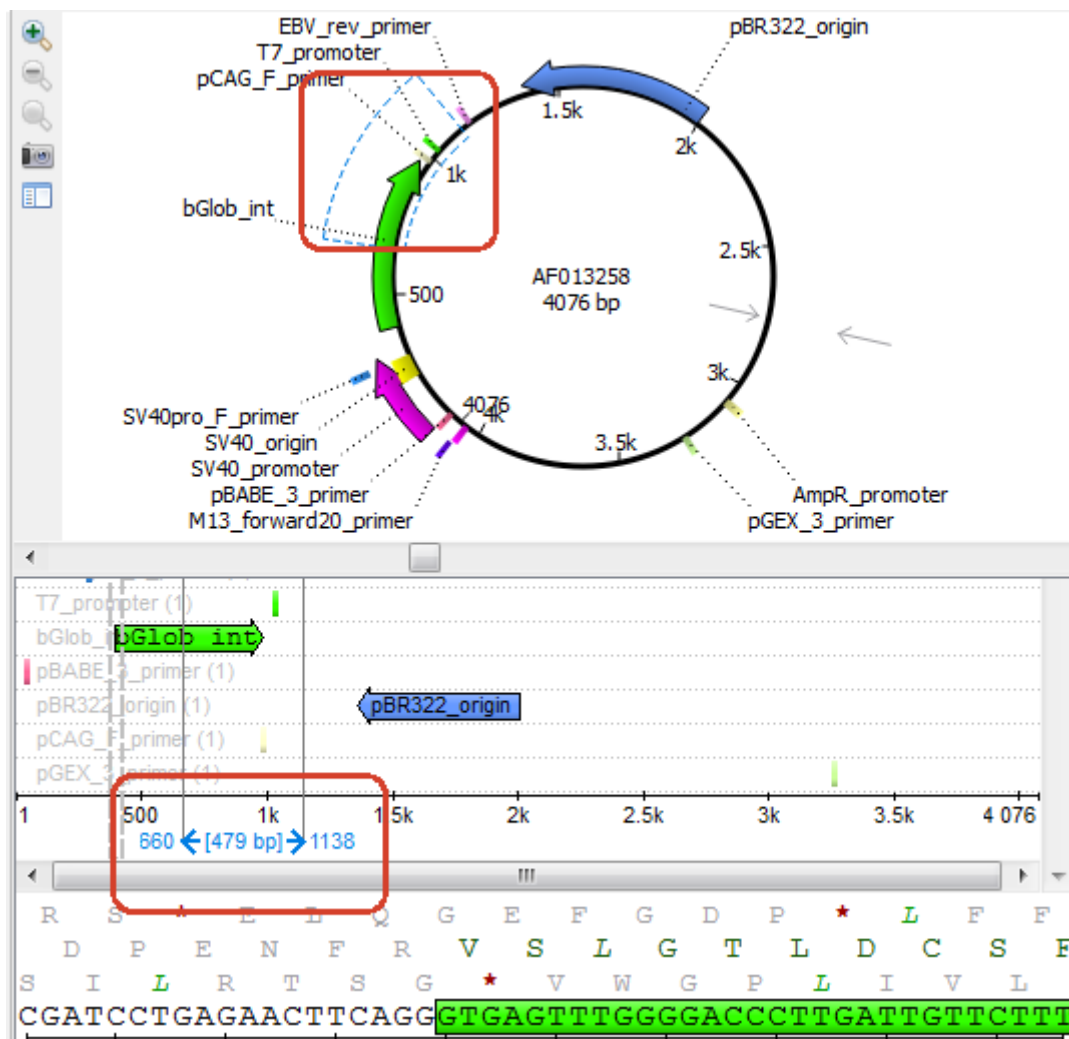 EBV_rev_primer
T7_promoter
pCAG_F_primer
pBR322_origin
1.5k
2k
1k
bGlob_int
2.5k
AF013258
4076 bp
500
3k
SV40pro_F_primer
4076
4k
SV40_origin
3.5k
SV40_promoter
pBABE_3_primer
AmpR_promoter
M13_forward20_primer
pGEX_3_primer
T7_promoter (1)
bGlob_int
pBABE_3_primer (1)
pBR322_origin (1) pBR322_origin
pCAG_F_primer (1)
pGEX_3_primer (1)
1 500 1k 1.5k 2k 2.5k 3k 3.5k 4 076
660 [479 bp] 1138
R S * E L Q G E F G D P * L F F
D P E N F R V S L G T L D C S F
S I L R T S G * V W G P L I V L
CGATCCTGAGAACTTCAGGGTGAGTTTGGGGACCCTTGATTGTTCTTT